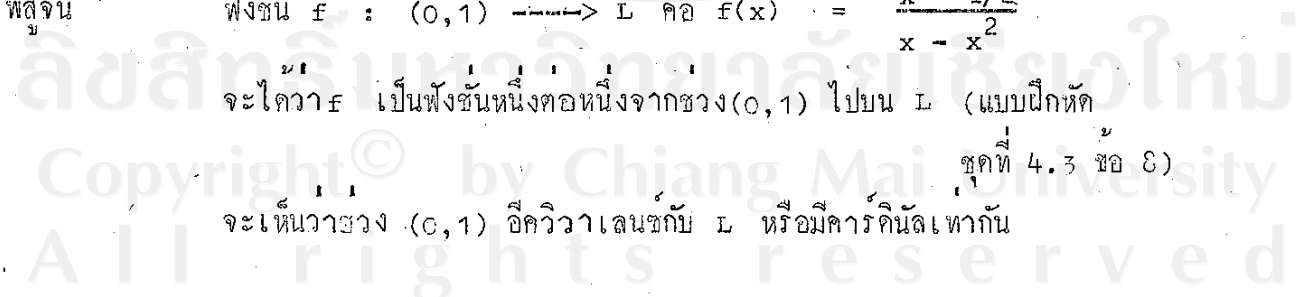 พิสูจน์ ฟังชัน f : (0,1) ----> L คือ f(x) =
x - x²
จะได้ว่า f เป็นฟังชั่นหนึ่งต่อหนึ่งจากช่วง(0,1) ไปบน L (แบบฝึกหัด
ชุดที่ 4.3 ข้อ 8)
จะเห็นว่าช่วง (0,1) อีควิวาเลนซ์กับ L หรือมีคาร์ดินัลเท่ากัน
ลิขสิทธิ์มหาวิทยาลัยเชียงใหม่
Copyright© by Chiang Mai University
All rights reserved